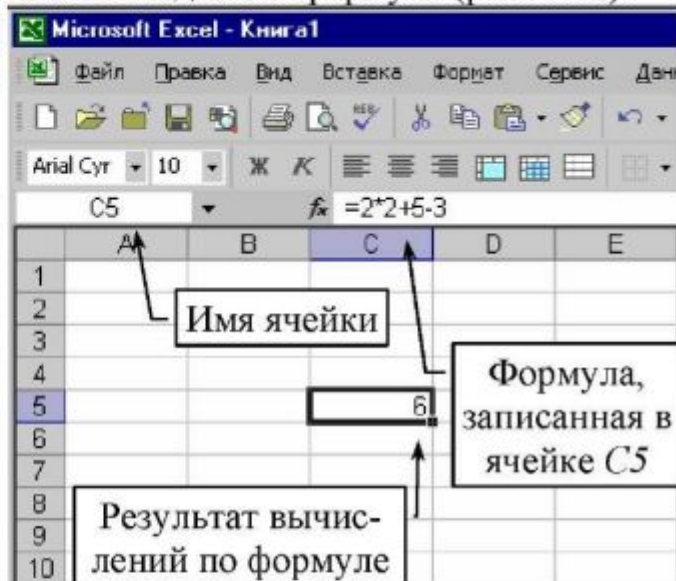 Microsoft Excel - Книга1
Файл Правка Вид Вставка Формат Сервис Данн
Arial Cyr 10 Ж К
C5 fx =2*2+5-3
A B C D E
1
2
Имя ячейки
3
4
Формула,
записанная в
ячейке C5
5 6
6
7
8
Результат вычис-
лений по формуле
9
10